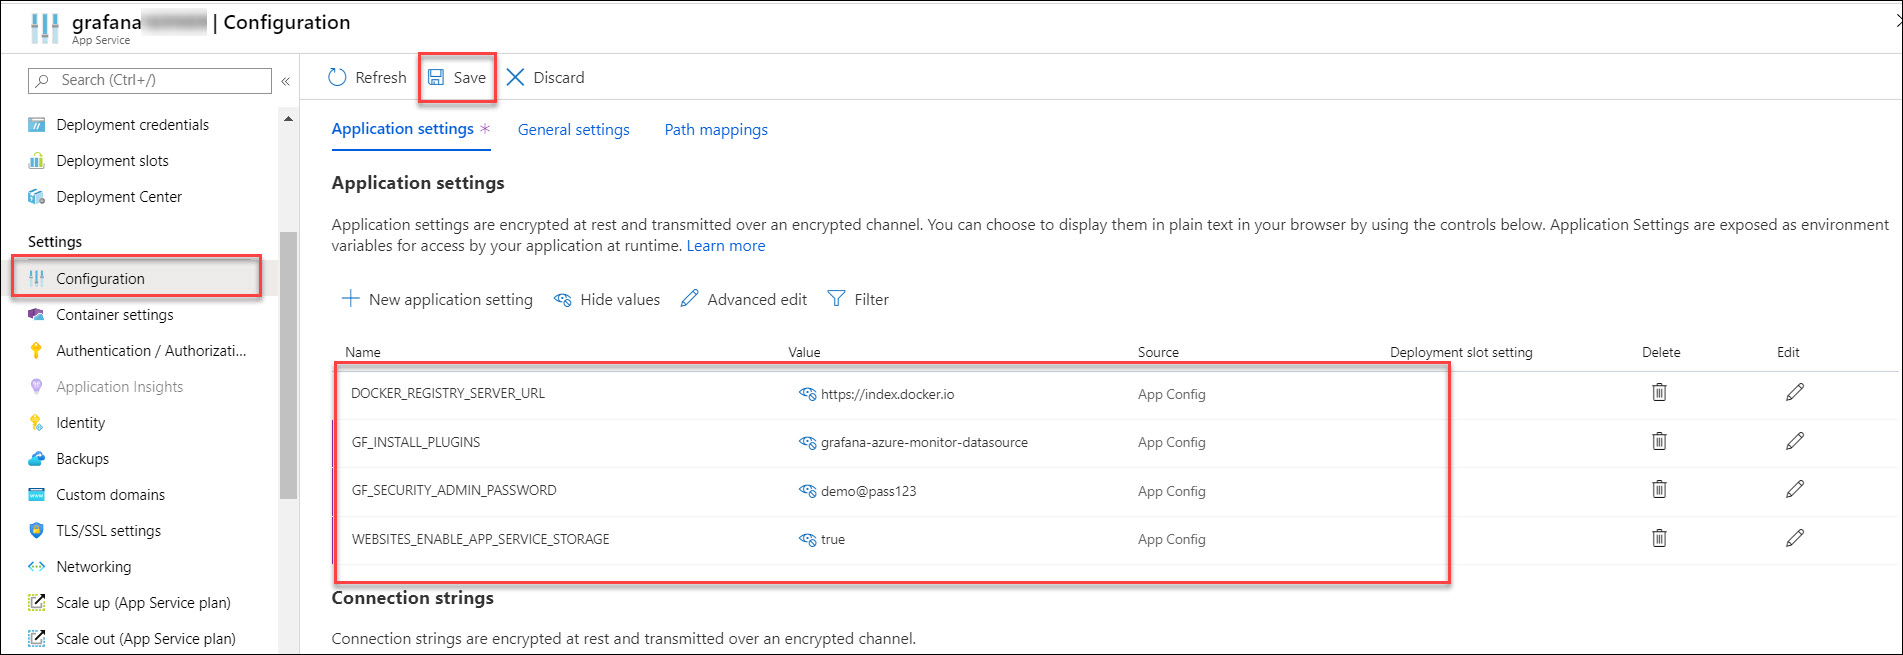 grafana | Configuration
App Service
Search (Ctrl+/)
«
Deployment credentials
Deployment slots
Deployment Center
Settings
Configuration
Container settings
Authentication / Authorizati...
Application Insights
Identity
Backups
Custom domains
TLS/SSL settings
Networking
Scale up (App Service plan)
Scale out (App Service plan)
Refresh Save Discard
Application settings * General settings Path mappings
Application settings
Application settings are encrypted at rest and transmitted over an encrypted channel. You can choose to display them in plain text in your browser by using the controls below. Application Settings are exposed as environment
variables for access by your application at runtime. Learn more
New application setting Hide values Advanced edit Filter
Name Value Source Deployment slot setting Delete Edit
DOCKER_REGISTRY_SERVER_URL https://index.docker.io App Config
GF_INSTALL_PLUGINS grafana-azure-monitor-datasource App Config
GF_SECURITY_ADMIN_PASSWORD demo@pass123 App Config
WEBSITES_ENABLE_APP_SERVICE_STORAGE true App Config
Connection strings
Connection strings are encrypted at rest and transmitted over an encrypted channel.